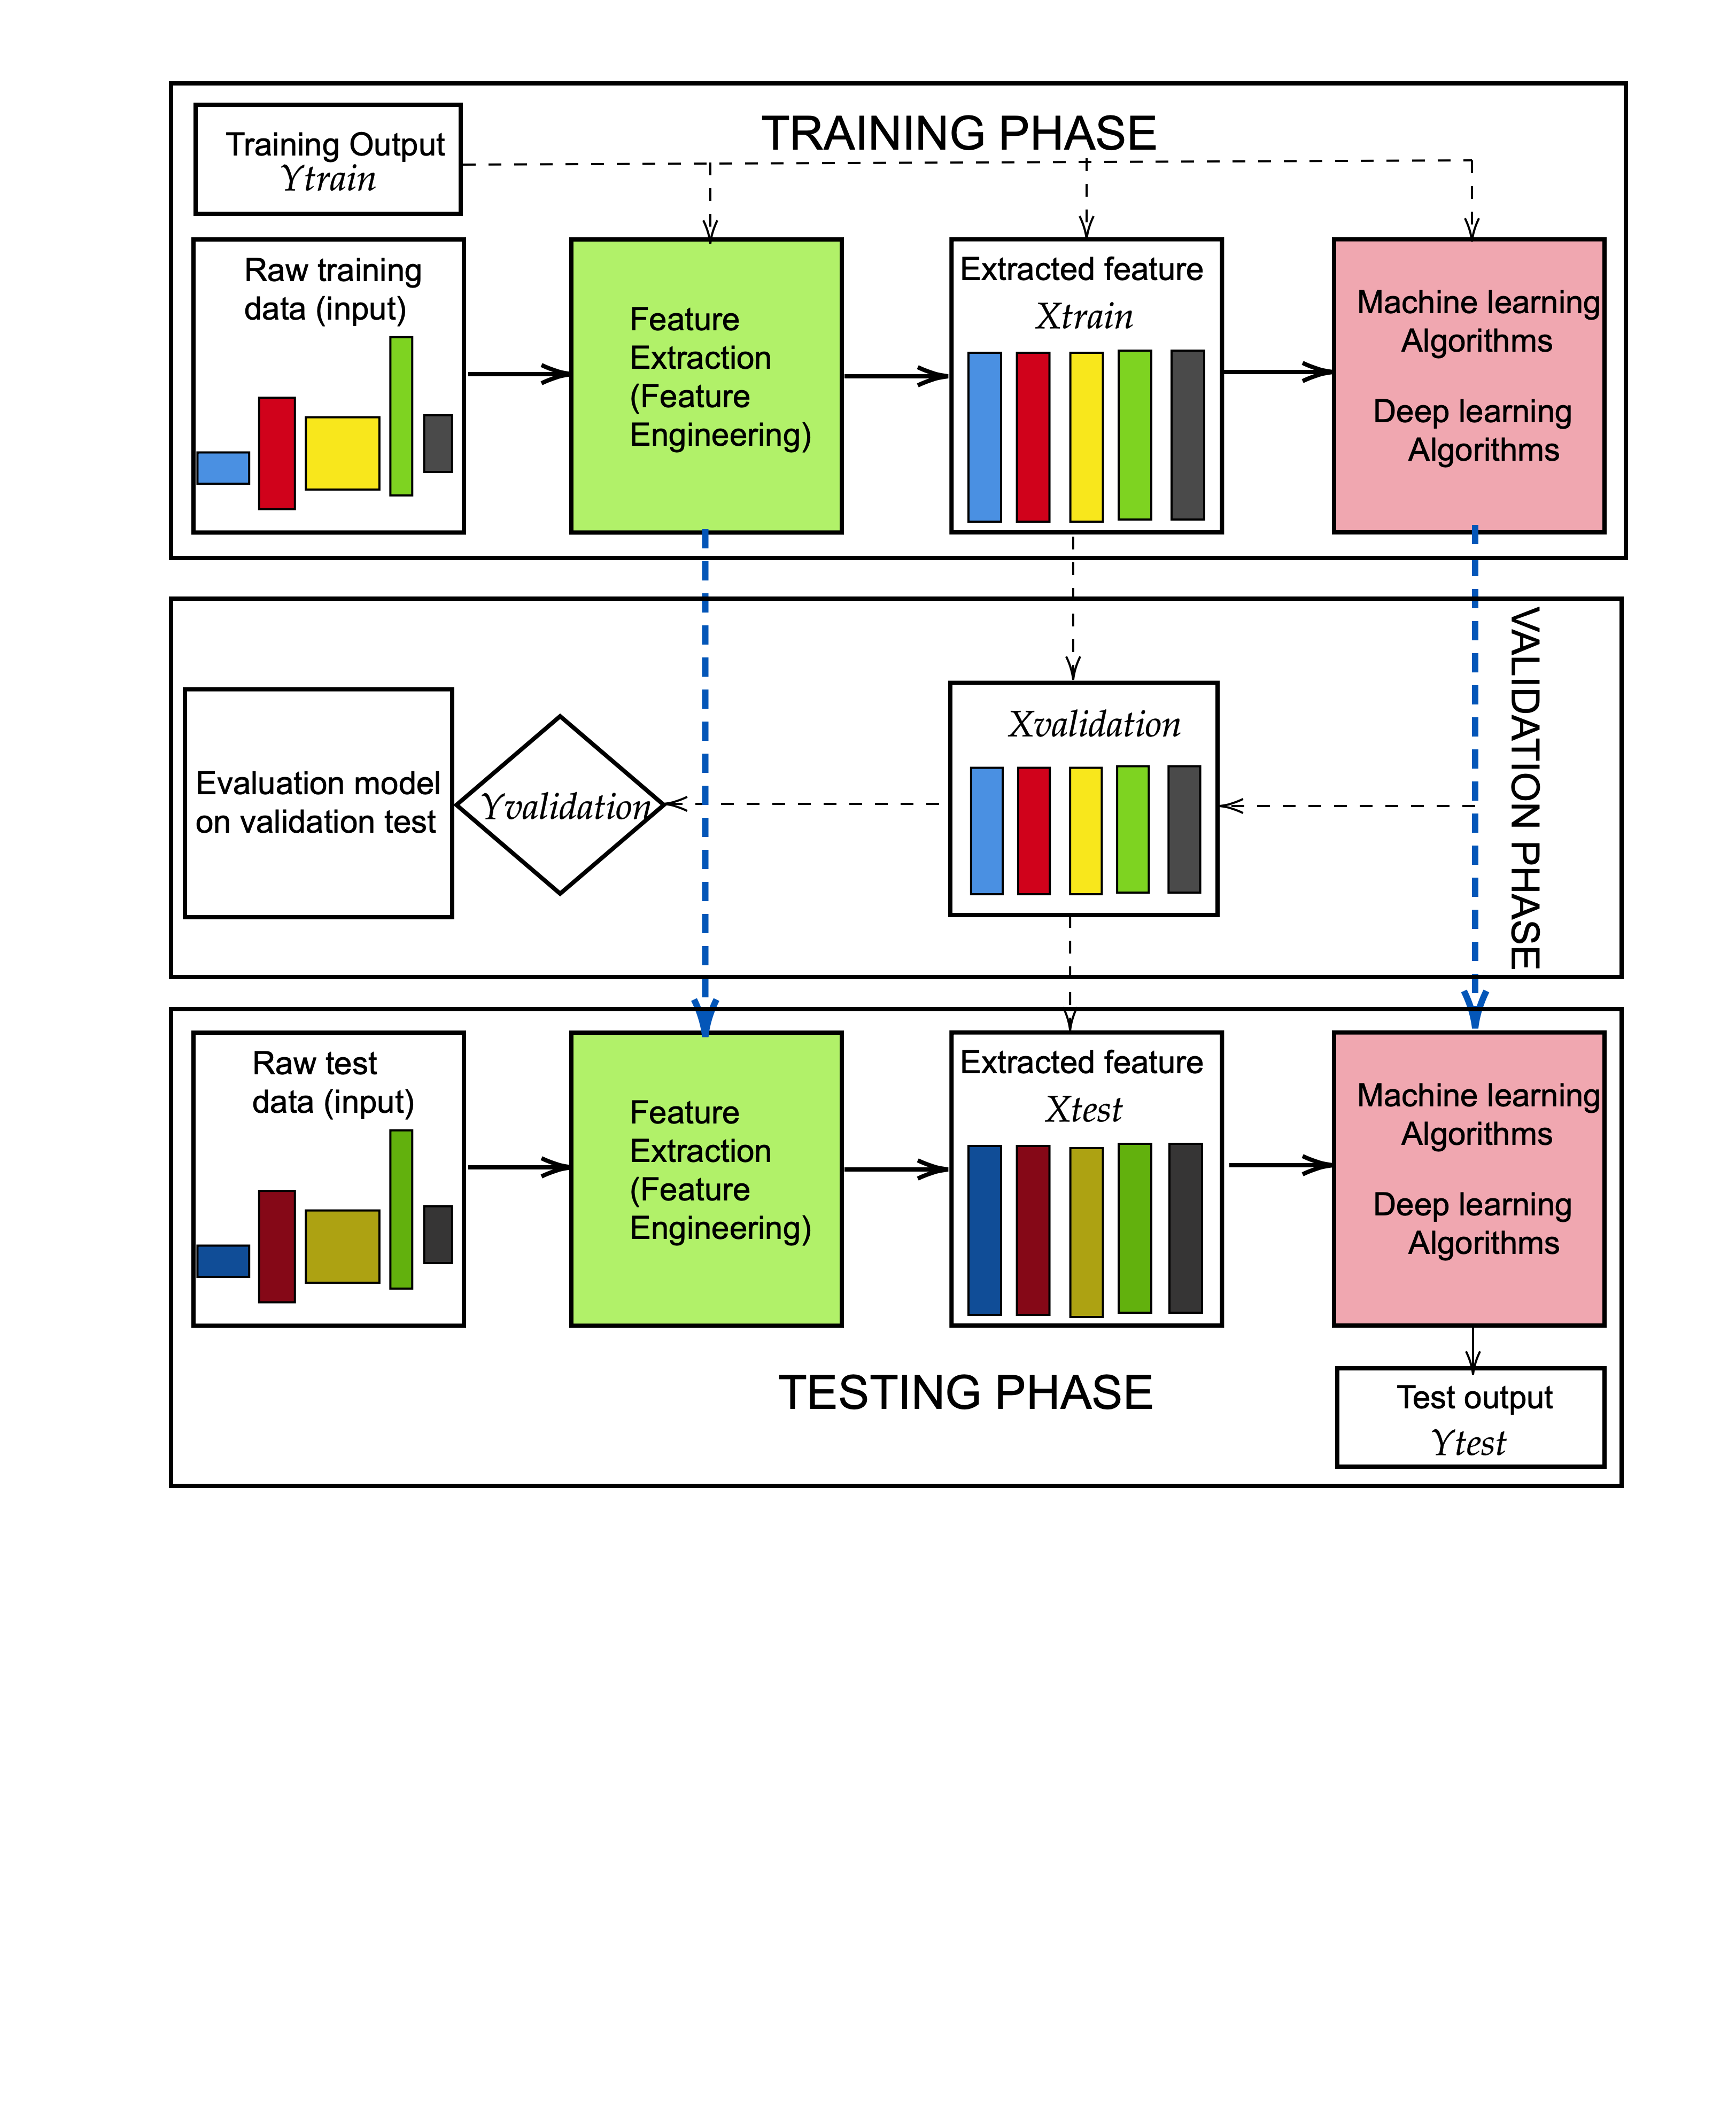 TRAINING PHASE
Training Output
Ytrain
Raw training
data (input)
Feature
Extraction
(Feature
Engineering)
Extracted feature
Xtrain
Machine learning
Algorithms
Deep learning
Algorithms
VALIDATION PHASE
Evaluation model
on validation test
Yvalidation
Xvalidation
Raw test
data (input)
Feature
Extraction
(Feature
Engineering)
Extracted feature
Xtest
Machine learning
Algorithms
Deep learning
Algorithms
TESTING PHASE
Test output
Ytest